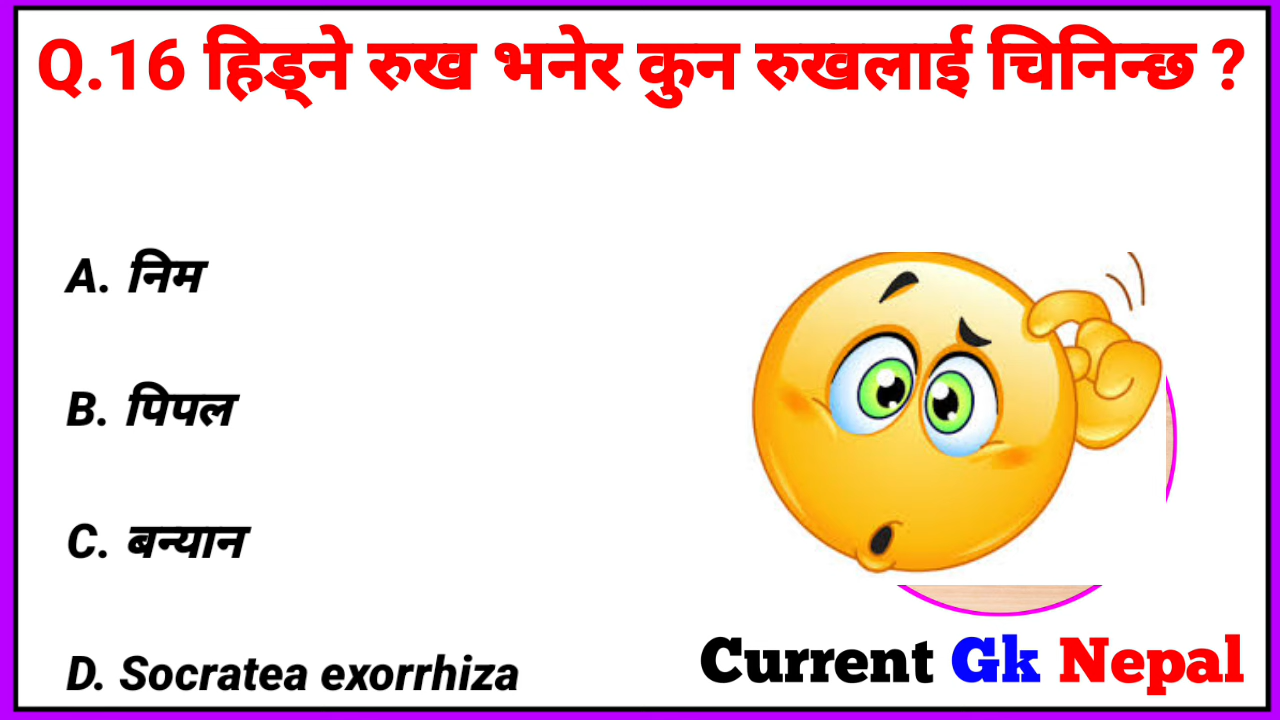 Q.16 हिड्ने रुख भनेर कुन रुखलाई चिनिन्छ ?
A. निम
B. पिपल
C. बन्यान
D. Socratea exorrhiza
Current Gk Nepal